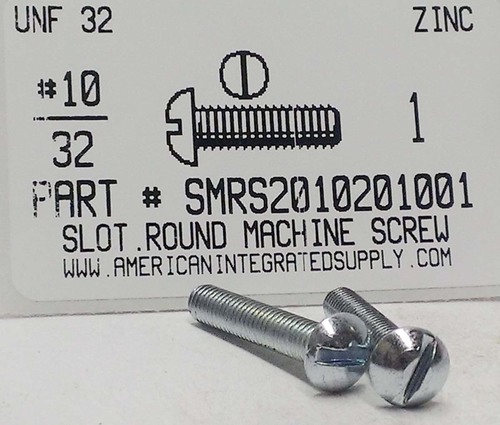 UNF 32 ZINC
#10
32
1
PART # SMRS2010201001
SLOT.ROUND MACHINE SCREW
WWW.AMERICANINTEGRATEDSUPPLY.COM